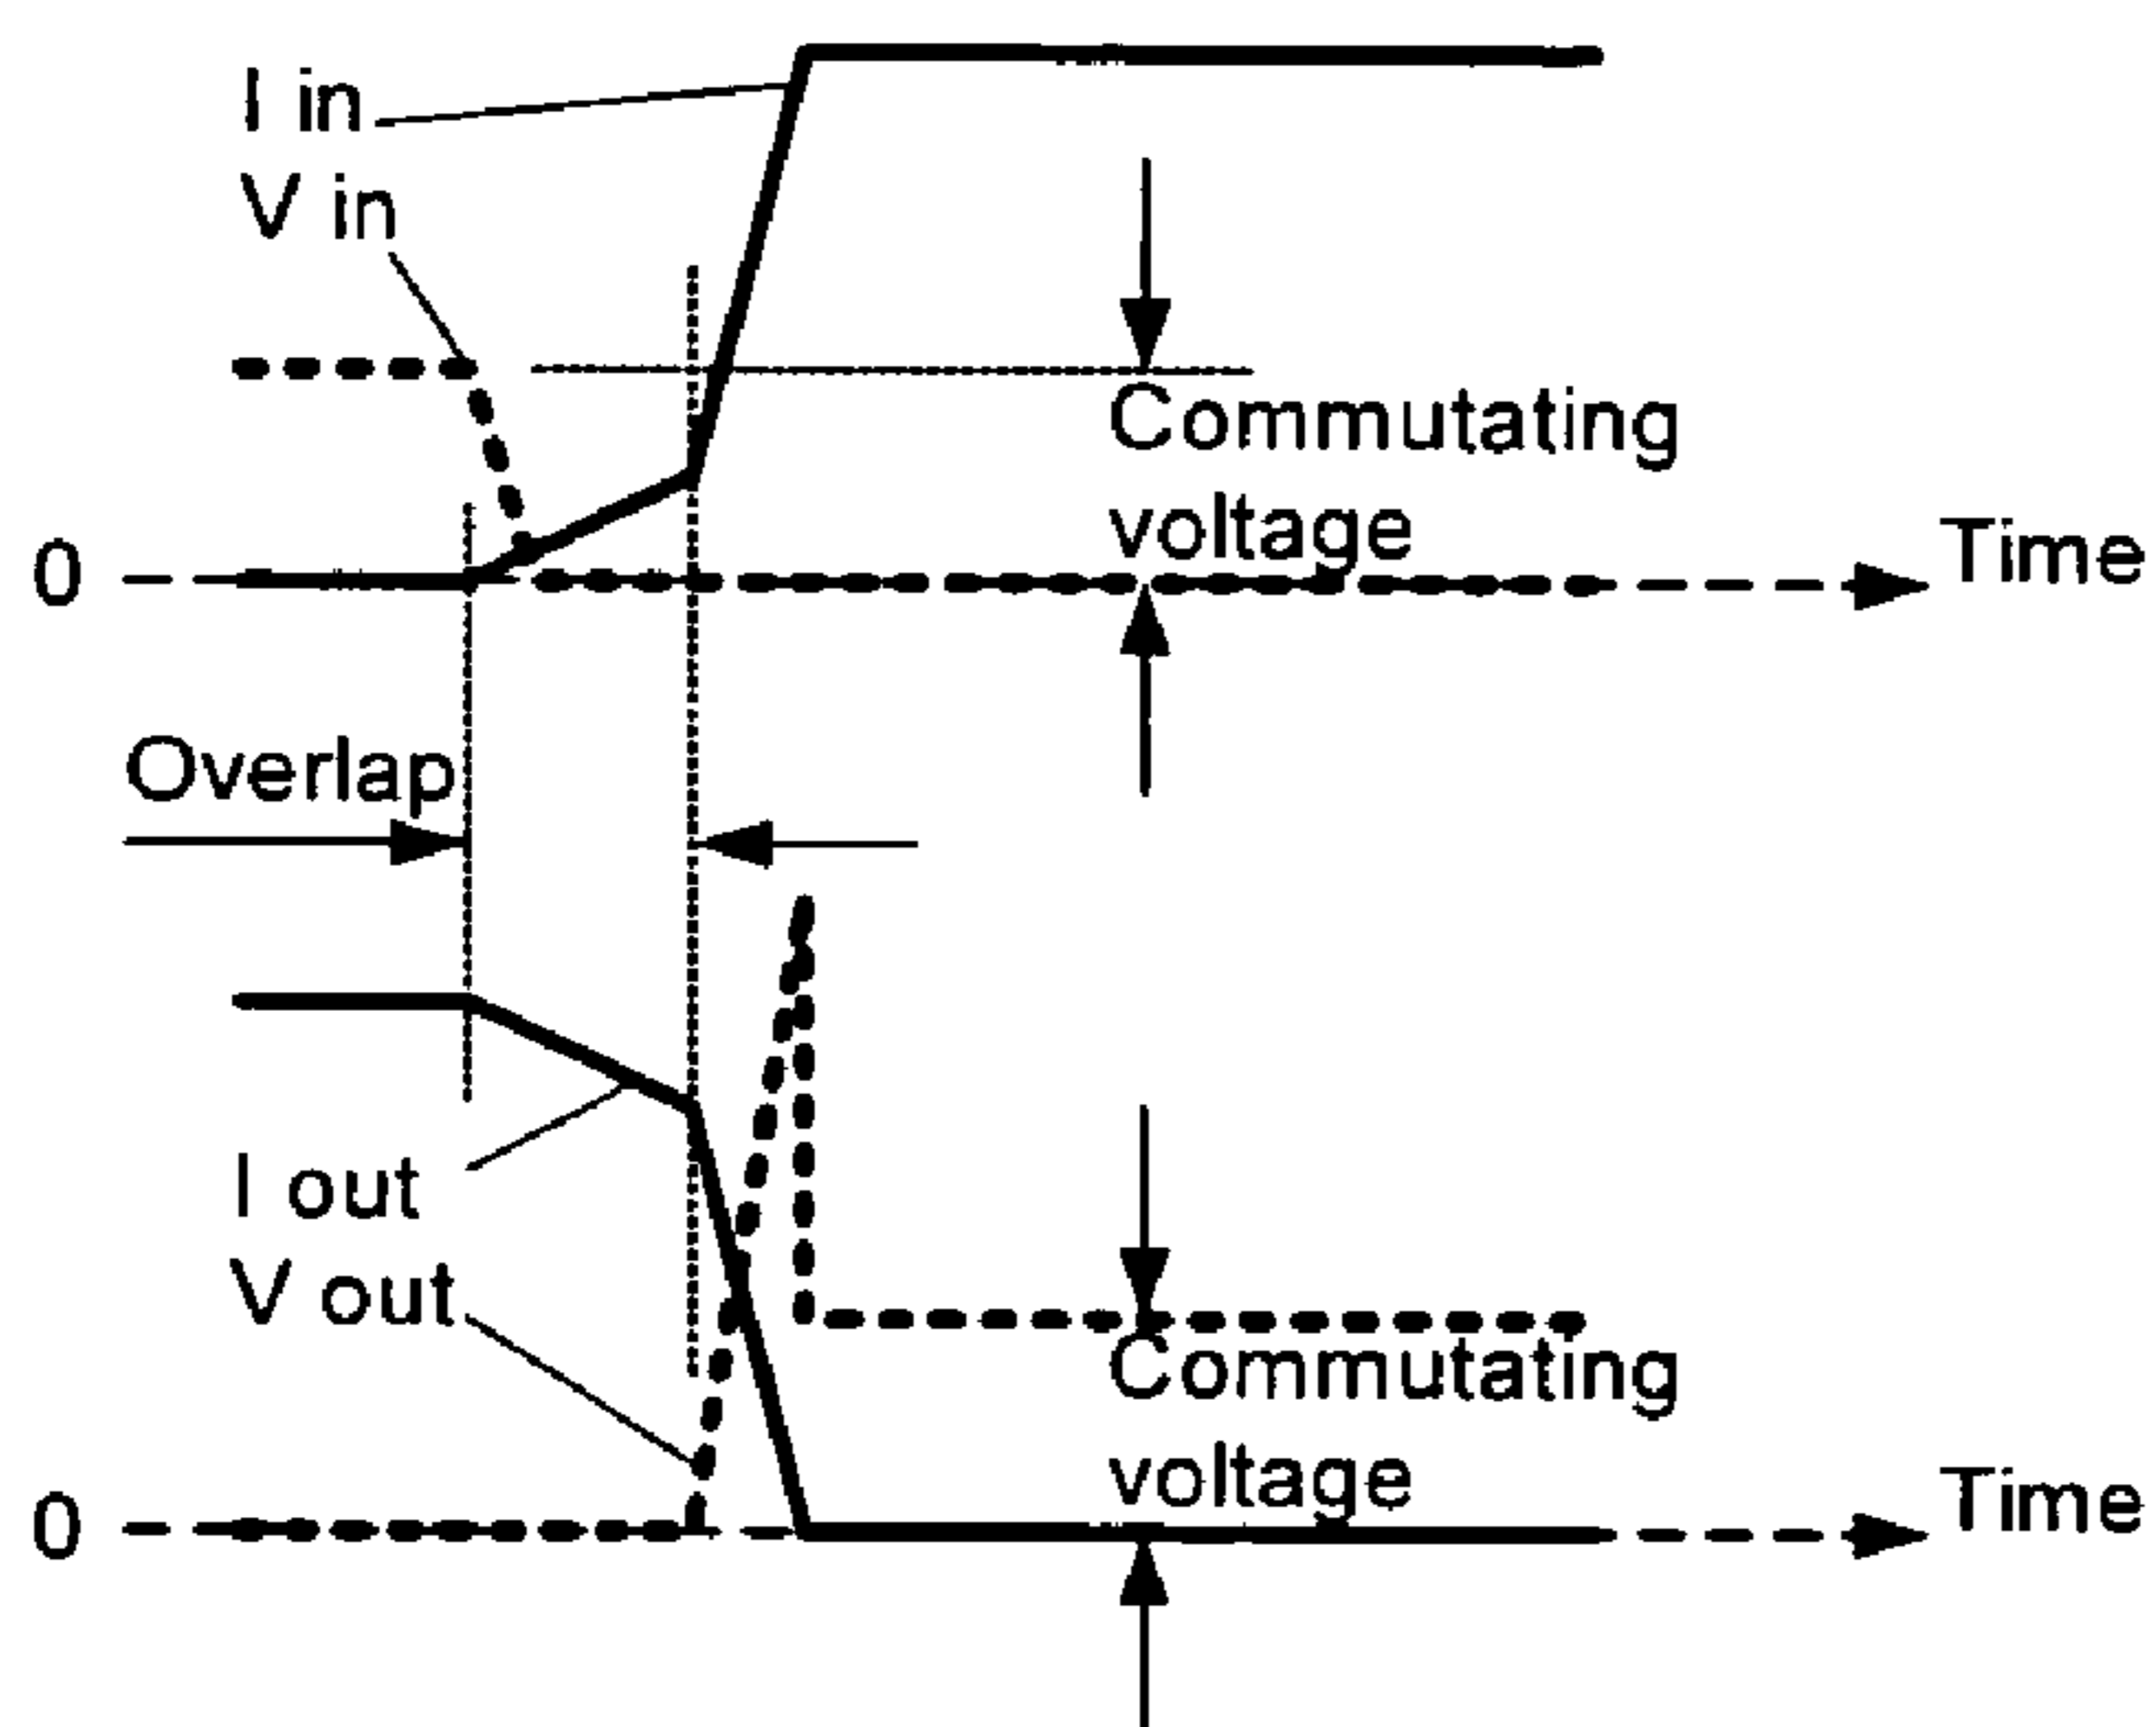 I in
V in
Commutating
voltage
0
Time
Overlap
I out
V out
Commutating
voltage
0
Time